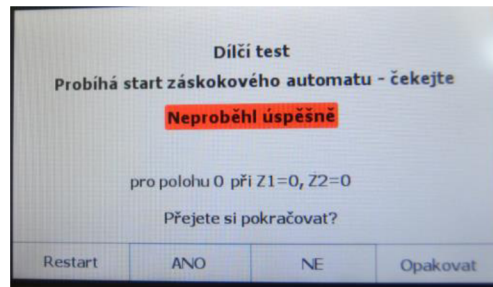 Dílčí test
Probíhá start záskokového automatu - čekejte
Neproběhl úspěšně
pro polohu 0 při Z1=0, Z2=0
Přejete si pokračovat?
Restart ANO NE Opakovat